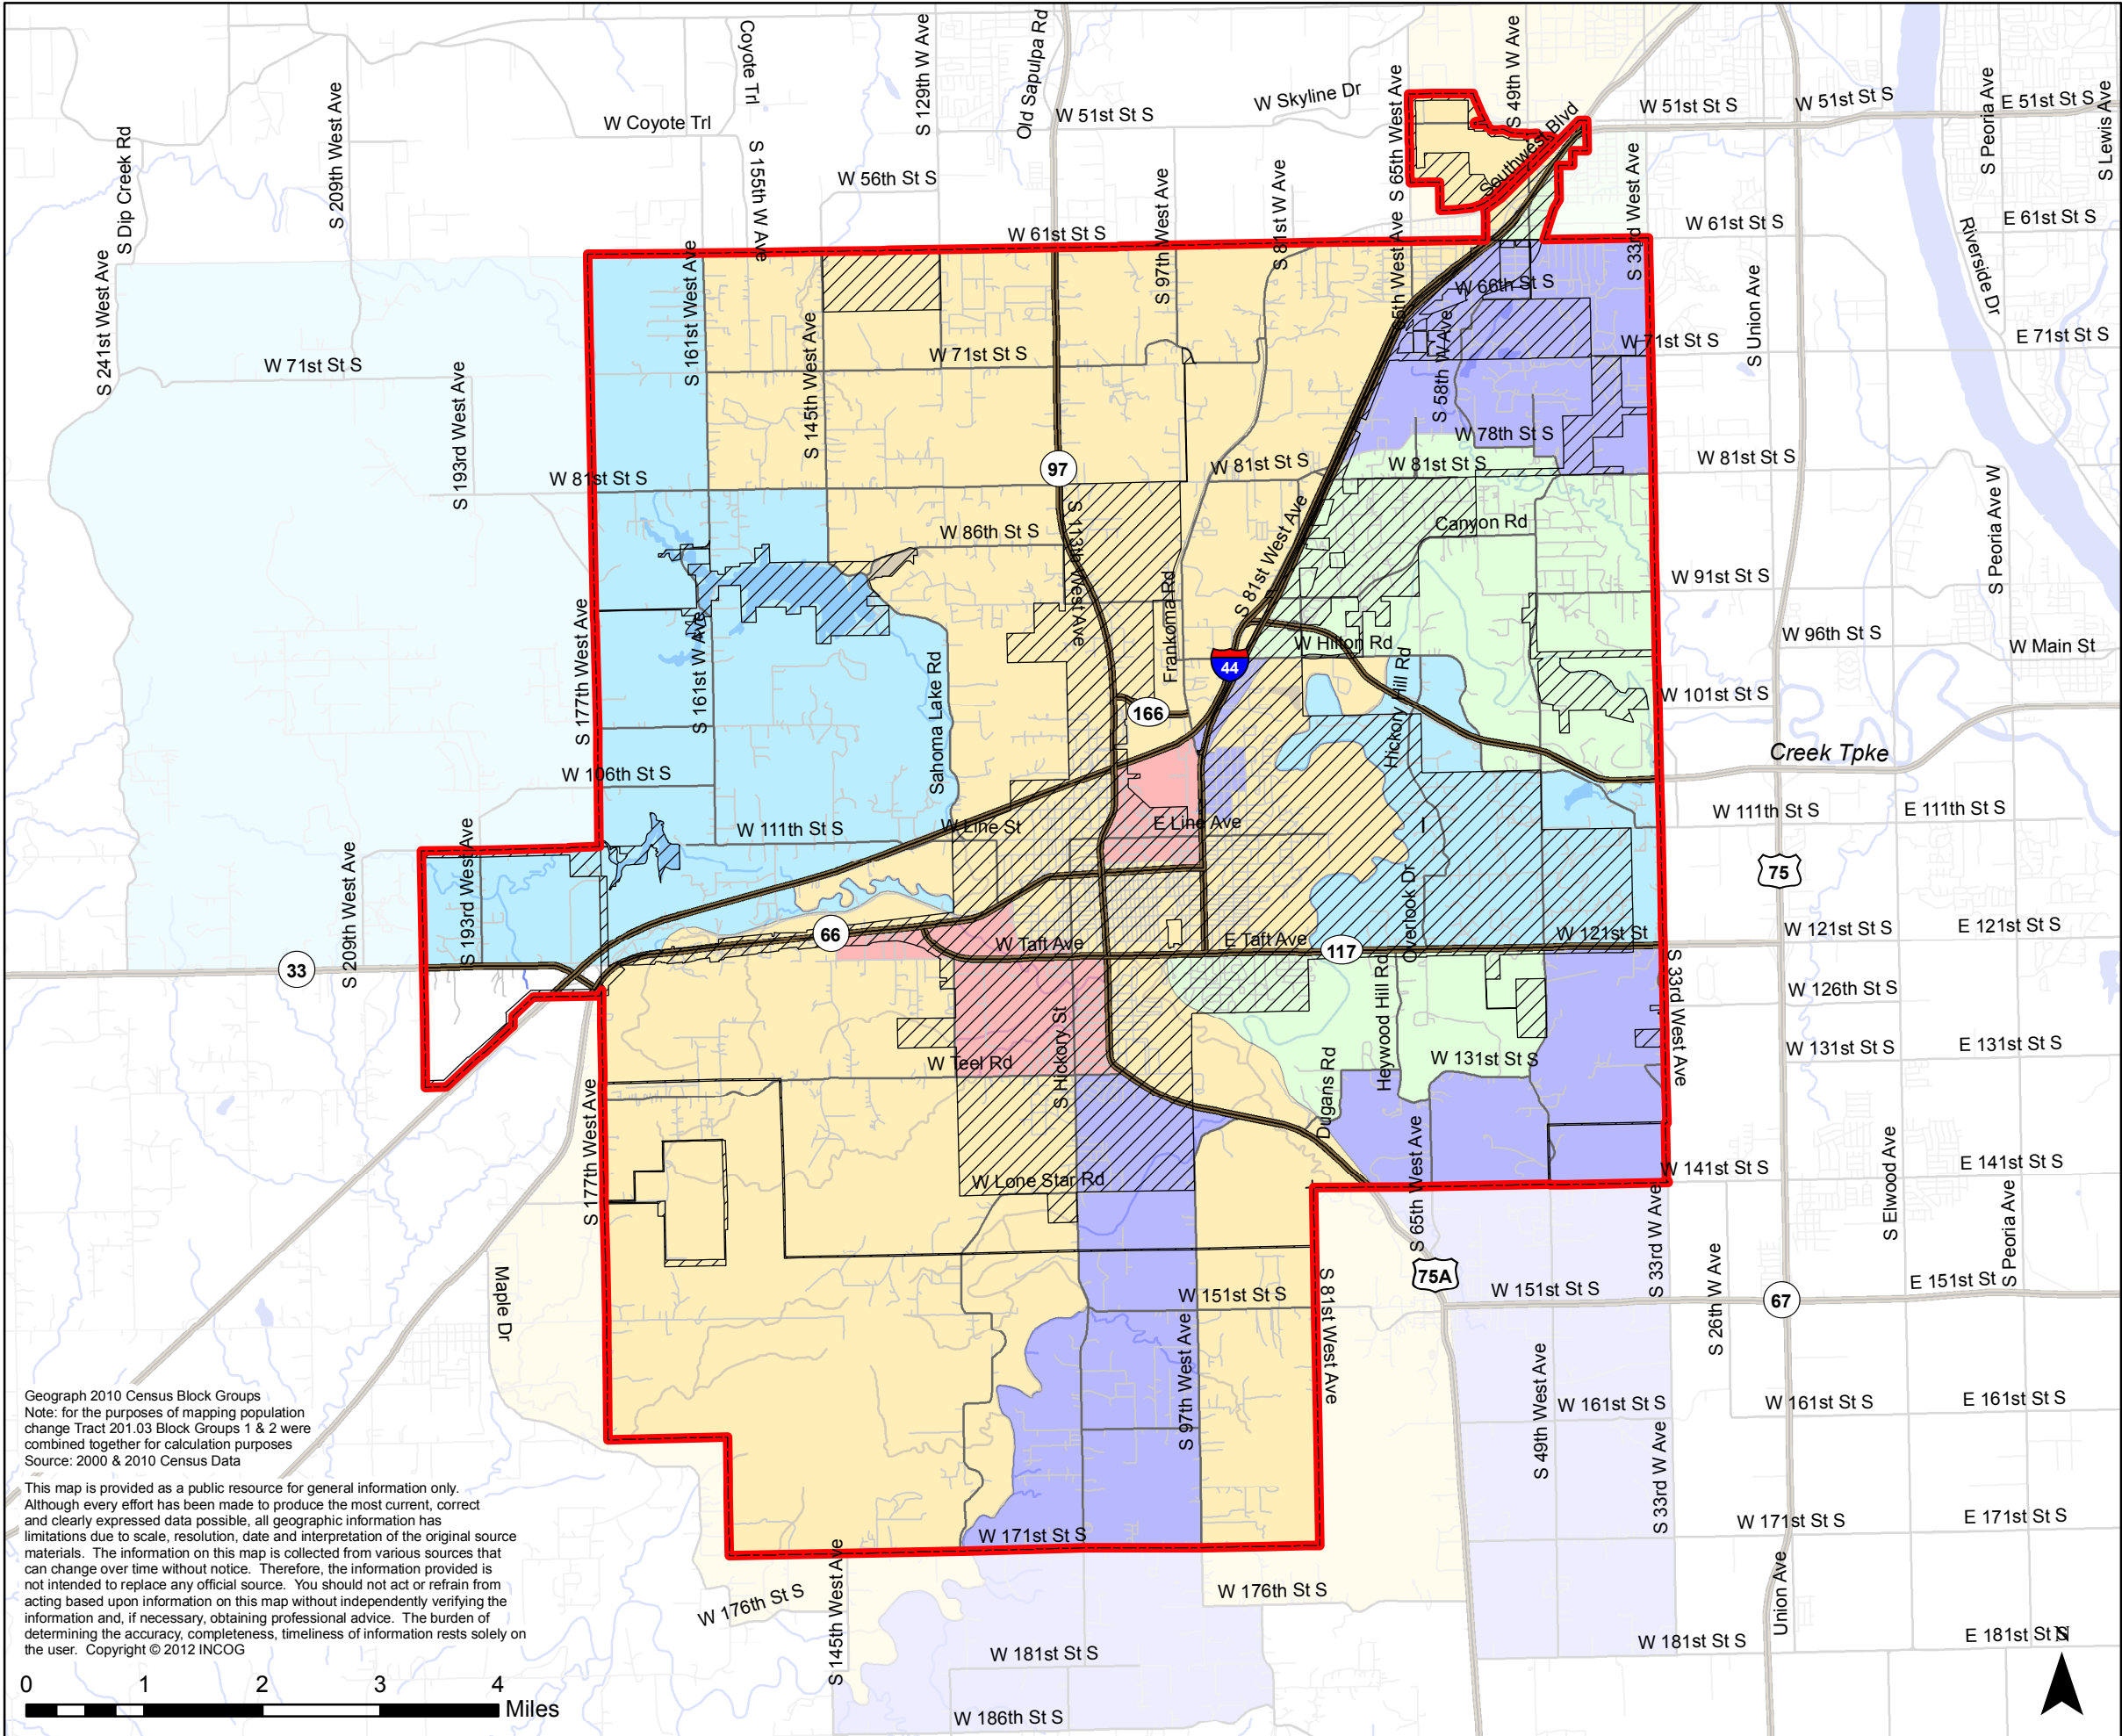 Coyote Trl
S 129th W Ave
Old Sapulpa Rd
S 49th W Ave
S 65th West Ave
W Skyline Dr
W 51st St S
W 51st St S
W 51st St S
E 51st St S
S Peoria Ave
S Lewis Ave
W Coyote Trl
S Dip Creek Rd
S 209th West Ave
S 155th W Ave
W 56th St S
S 97th West Ave
S 81st W Ave
Southwest Blvd
S 33rd West Ave
W 61st St S
W 61st St S
E 61st St S
Riverside Dr
S 241st West Ave
S 161st West Ave
65th West Ave
W 66th St S
S Union Ave
W 71st St S
S 145th West Ave
W 71st St S
S 58th W Ave
W 71st St S
E 71st St S
S 193rd West Ave
W 78th St S
W 81st St S
97
W 81st St S
W 81st St S
W 81st St S
S Peoria Ave W
W 86th St S
S 113th West Ave
S 81st West Ave
Canyon Rd
W 91st St S
S 177th West Ave
S 161st W Ave
Sahoma Lake Rd
Frankoma Rd
44
W Hilton Rd
W 96th St S
W Main St
Hickory Hill Rd
W 101st St S
166
Creek Tpke
W 106th St S
W 111th St S
W Line St
E Line Ave
W 111th St S
E 111th St S
S 193rd West Ave
S 209th West Ave
75
Overlook Dr
66
W Taft Ave
E Taft Ave
117
W 121st St
W 121st St S
E 121st St S
33
S 33rd West Ave
W 126th St S
S Hickory St
Heywood Hill Rd
W Teel Rd
W 131st St S
W 131st St S
E 131st St S
S 177th West Ave
Dugans Rd
S 65th West Ave
S Elwood Ave
W Lone Star Rd
W 141st St S
E 141st St S
S 33rd W Ave
S Peoria Ave
Maple Dr
S 81st West Ave
75A
S 26th W Ave
W 151st St S
W 151st St S
67
E 151st St S
S 97th West Ave
S 49th West Ave
W 161st St S
W 161st St S
E 161st St S
S 33rd W Ave
Geograph 2010 Census Block Groups
Note: for the purposes of mapping population
change Tract 201.03 Block Groups 1 & 2 were
combined together for calculation purposes
Source: 2000 & 2010 Census Data
This map is provided as a public resource for general information only.
Although every effort has been made to produce the most current, correct
and clearly expressed data possible, all geographic information has
limitations due to scale, resolution, date and interpretation of the original source
materials. The information on this map is collected from various sources that
can change over time without notice. Therefore, the information provided is
not intended to replace any official source. You should not act or refrain from
acting based upon information on this map without independently verifying the
information and, if necessary, obtaining professional advice. The burden of
determining the accuracy, completeness, timeliness of information rests solely on
the user. Copyright © 2012 INCOG
W 171st St S
W 171st St S
E 171st St S
S 145th West Ave
W 176th St S
W 176th St S
Union Ave
W 181st St S
W 181st St S
E 181st St S
N
W 186th St S
0 1 2 3 4
Miles